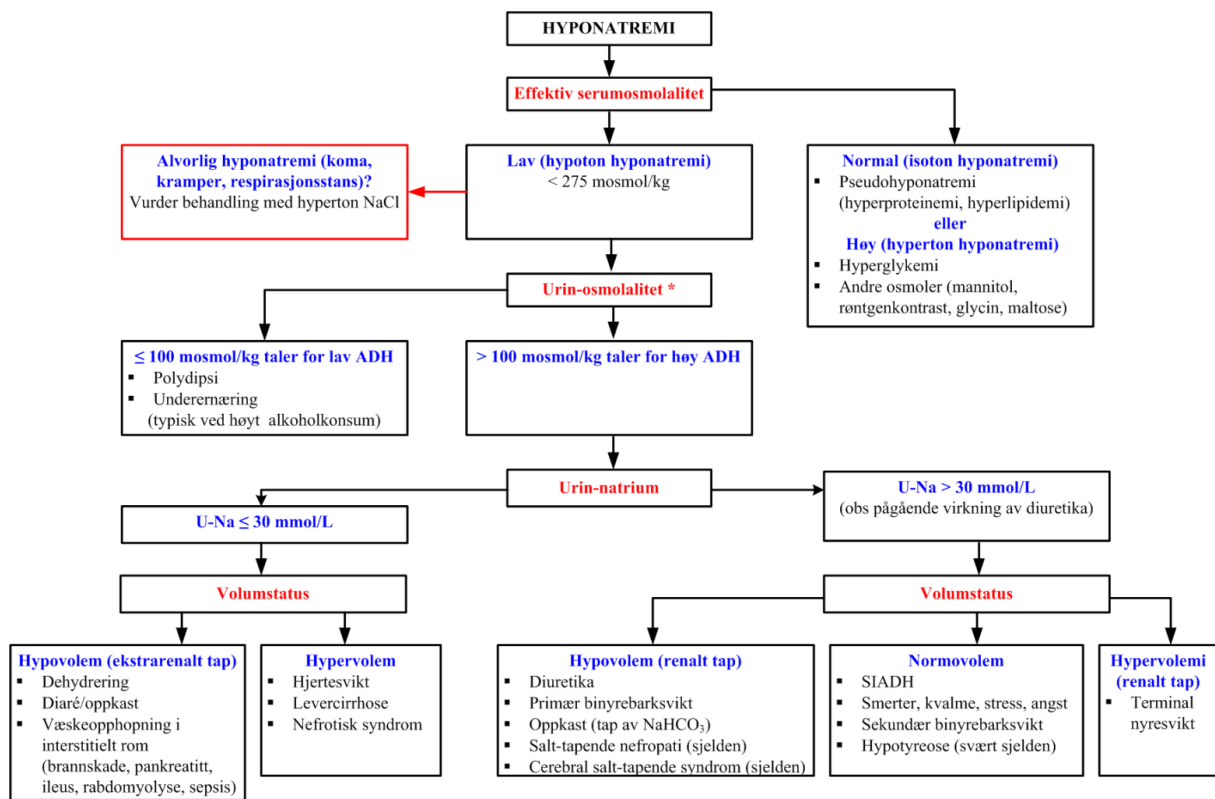 HYPONATREMI
Effektiv serumosmolalitet
Alvorlig hyponatremi (koma,
kramper, respirasjonsstans)?
Vurder behandling med hyperton NaCl
Lav (hypoton hyponatremi)
< 275 mosmol/kg
Normal (isoton hyponatremi)
▪ Pseudohyponatremi
(hyperproteinemi, hyperlipidemi)
eller
Høy (hyperton hyponatremi)
▪ Hyperglykemi
▪ Andre osmoler (mannitol,
røntgenkontrast, glycin, maltose)
Urin-osmolalitet *
≤ 100 mosmol/kg taler for lav ADH
▪ Polydipsi
▪ Underernæring
(typisk ved høyt alkoholkonsum)
> 100 mosmol/kg taler for høy ADH
Urin-natrium
U-Na ≤ 30 mmol/L
U-Na > 30 mmol/L
(obs pågående virkning av diuretika)
Volumstatus
Volumstatus
Hypovolem (ekstrarenalt tap)
▪ Dehydrering
▪ Diaré/oppkast
▪ Væskeopphopning i
interstitielt rom
(brannskade, pankreatitt,
ileus, rabdomyolyse, sepsis)
Hypervolem
▪ Hjertesvikt
▪ Levercirrhose
▪ Nefrotisk syndrom
Hypovolem (renalt tap)
▪ Diuretika
▪ Primær binyrebarksvikt
▪ Oppkast (tap av NaHCO₃)
▪ Salt-tapende nefropati (sjelden)
▪ Cerebral salt-tapende syndrom (sjelden)
Normovolem
▪ SIADH
▪ Smerter, kvalme, stress, angst
▪ Sekundær binyrebarksvikt
▪ Hypotyreose (svært sjelden)
Hypervolemi
(renalt tap)
▪ Terminal
nyresvikt